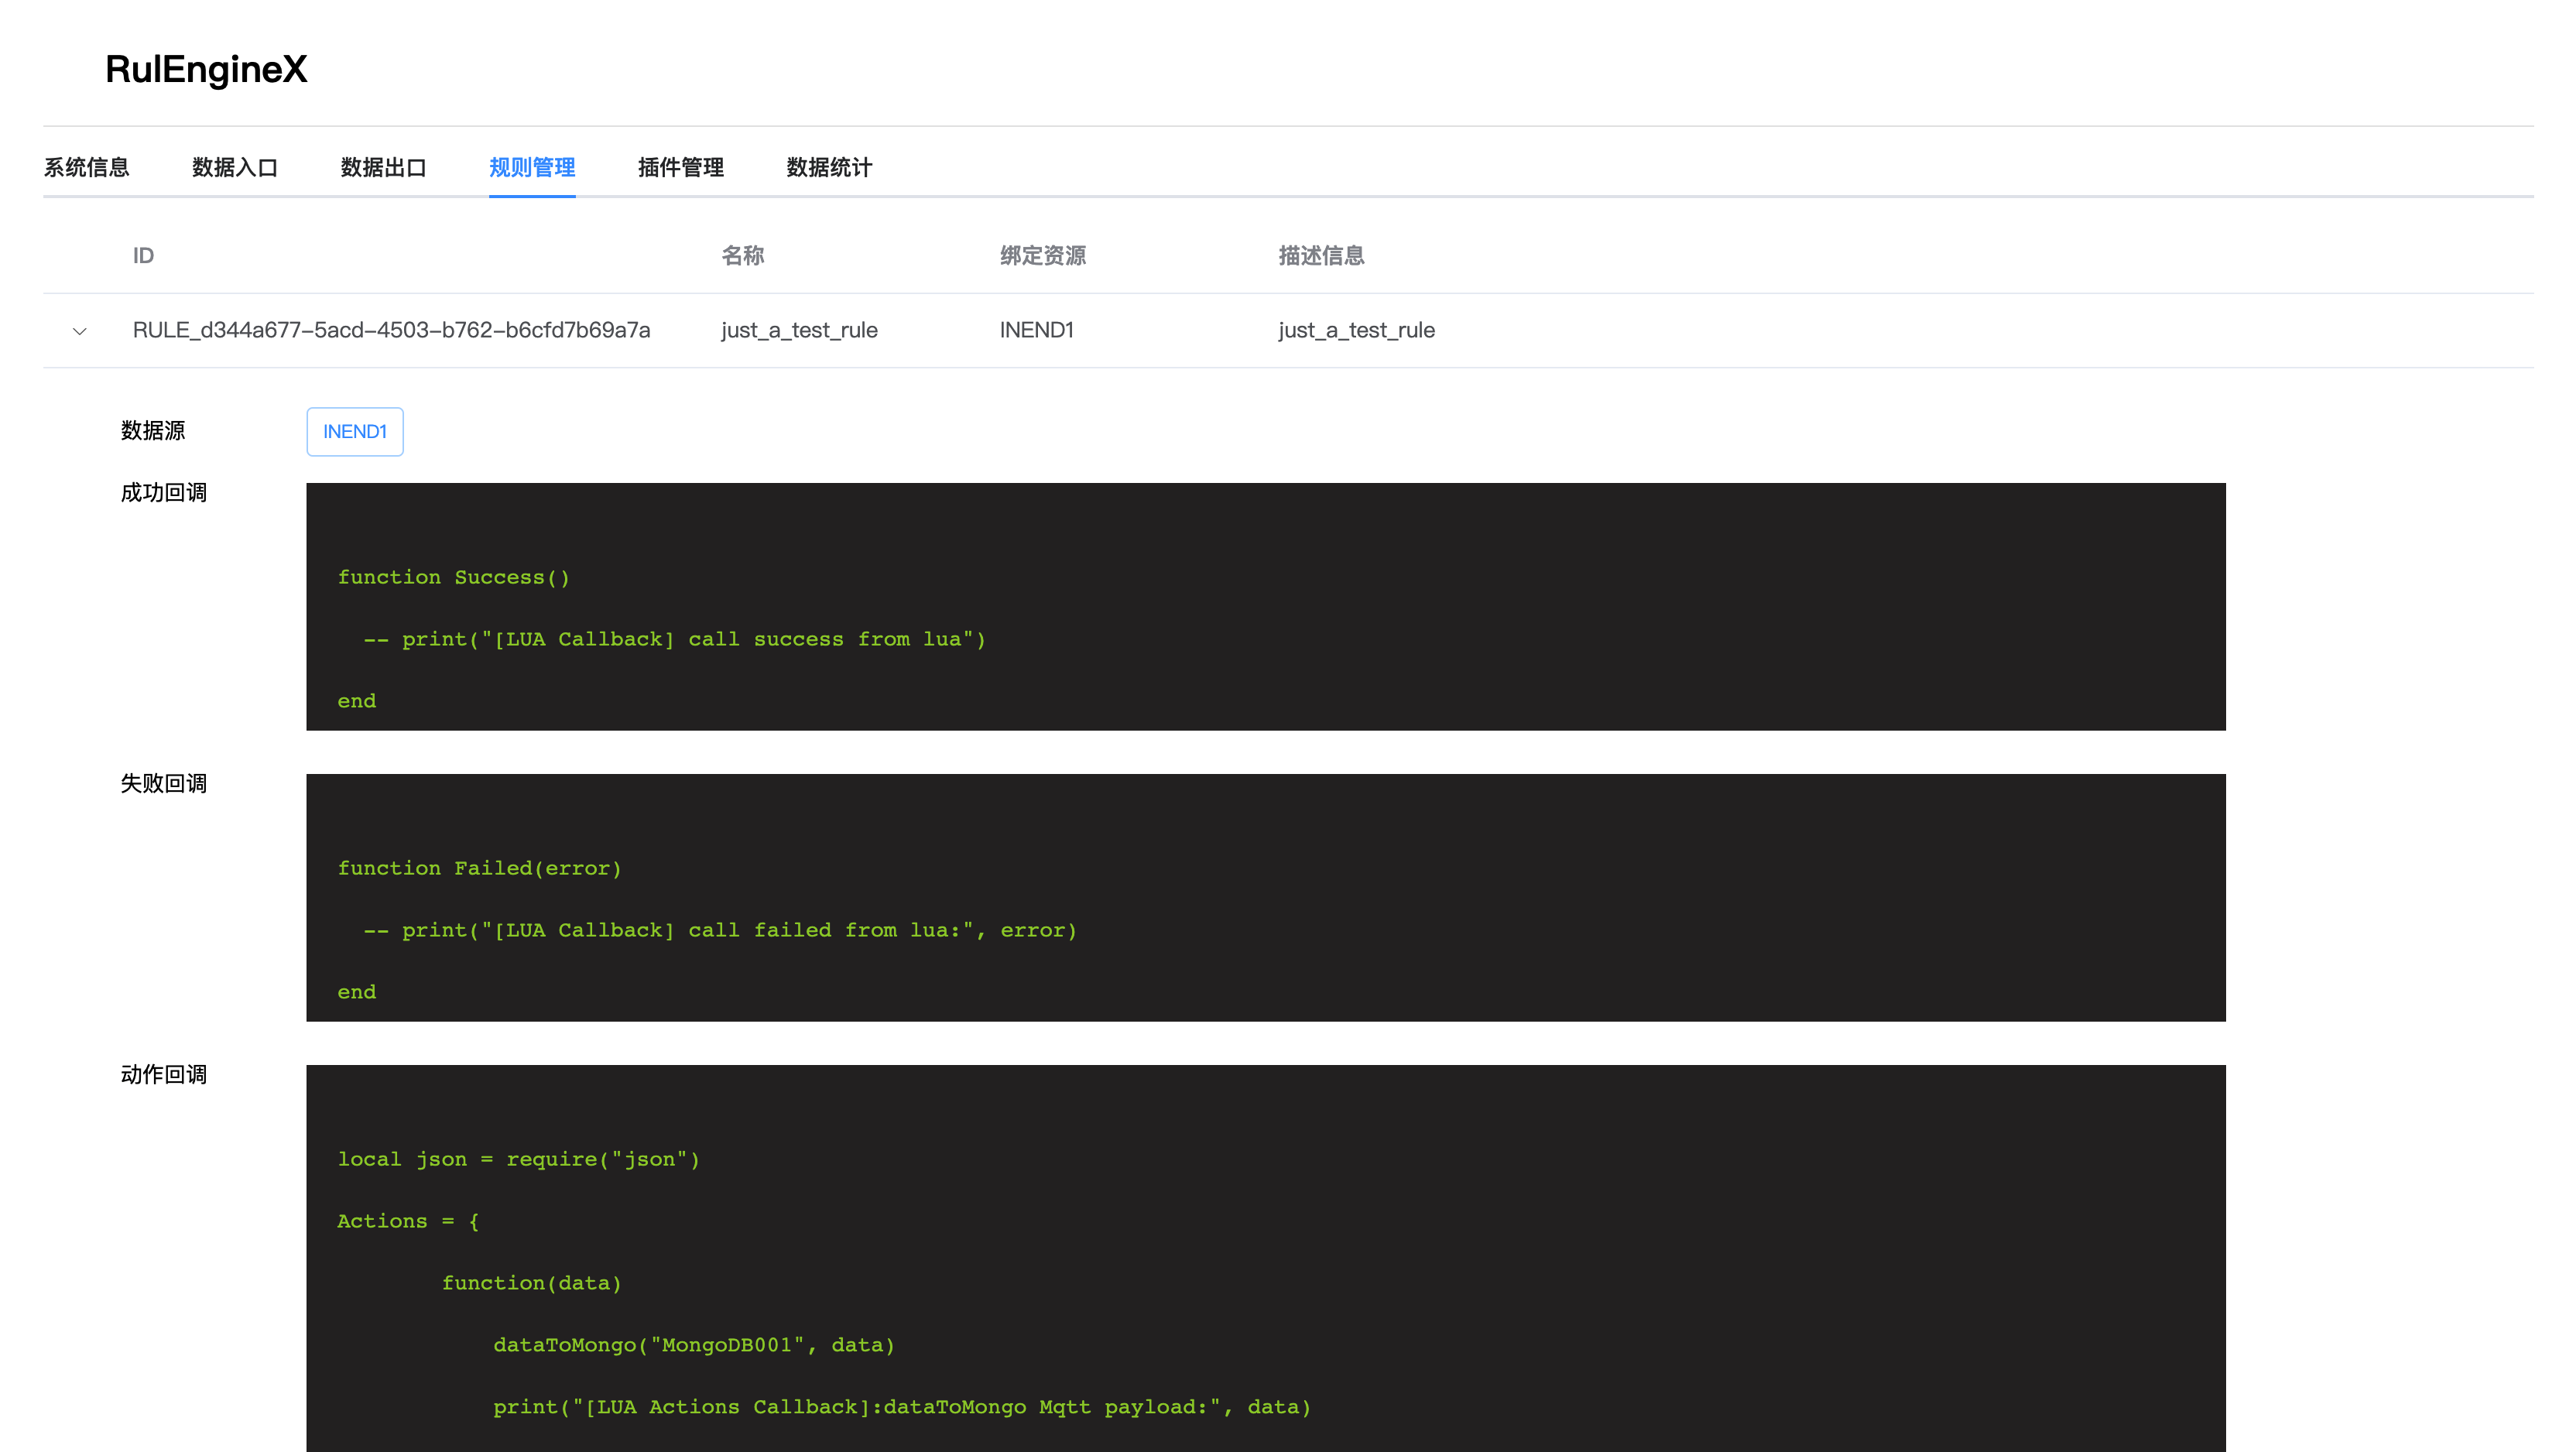 RulEngineX
系统信息 数据入口 数据出口 规则管理 插件管理 数据统计
ID 名称 绑定资源 描述信息
RULE_d344a677-5acd-4503-b762-b6cfd7b69a7a just_a_test_rule INEND1 just_a_test_rule
数据源 INEND1
成功回调
function Success()
  -- print("[LUA Callback] call success from lua")
end
失败回调
function Failed(error)
  -- print("[LUA Callback] call failed from lua:", error)
end
动作回调
local json = require("json")
Actions = {
        function(data)
            dataToMongo("MongoDB001", data)
            print("[LUA Actions Callback]:dataToMongo Mqtt payload:", data)